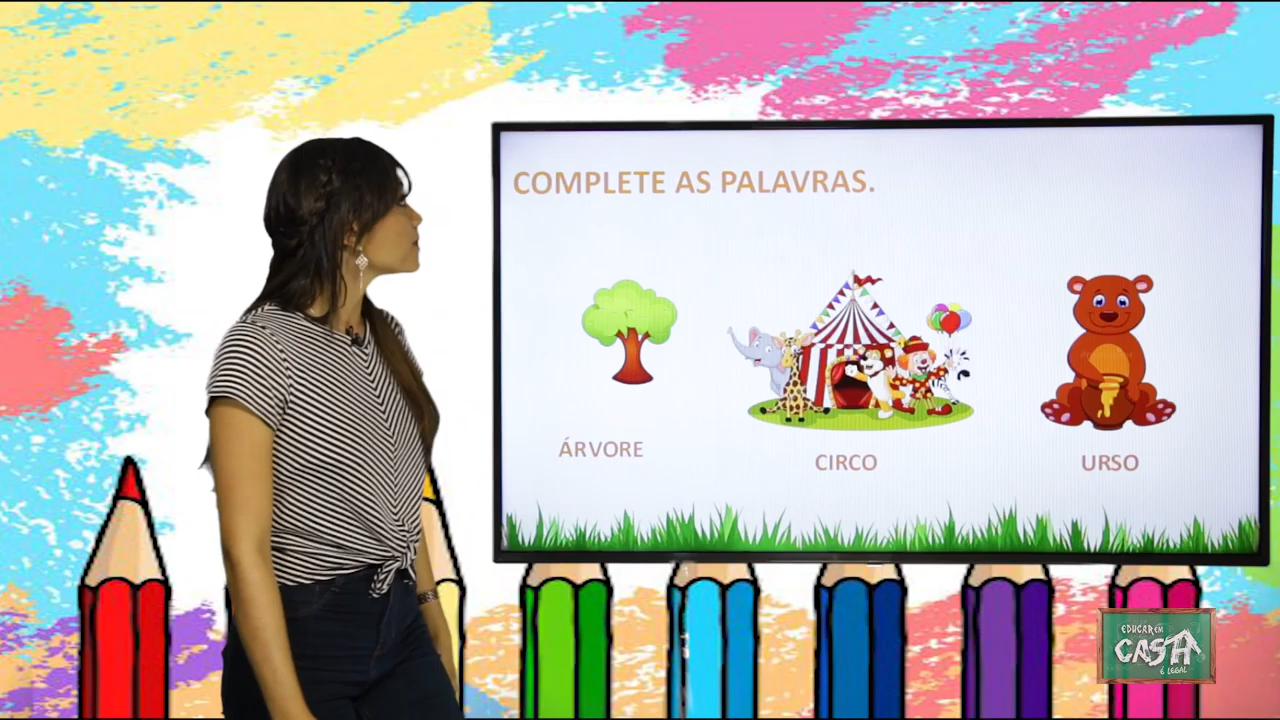 COMPLETE AS PALAVRAS.
ÁRVORE
CIRCO
URSO
EDUCAR EM
CASA
É LEGAL